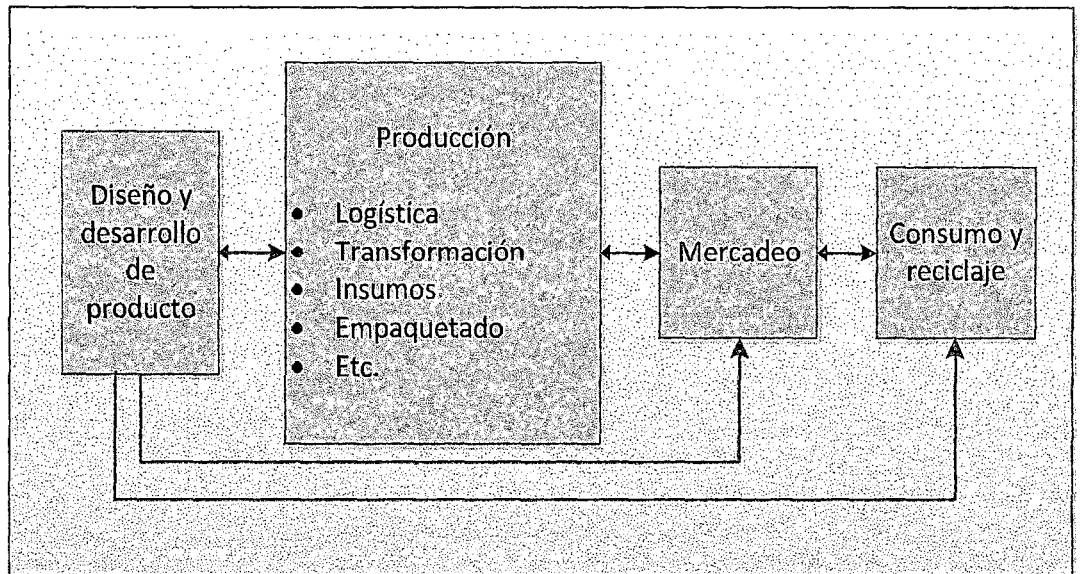 Diseño y
desarrollo
de
producto
Producción
• Logística
• Transformación
• Insumos
• Empaquetado
• Etc.
Mercadeo
Consumo y
reciclaje